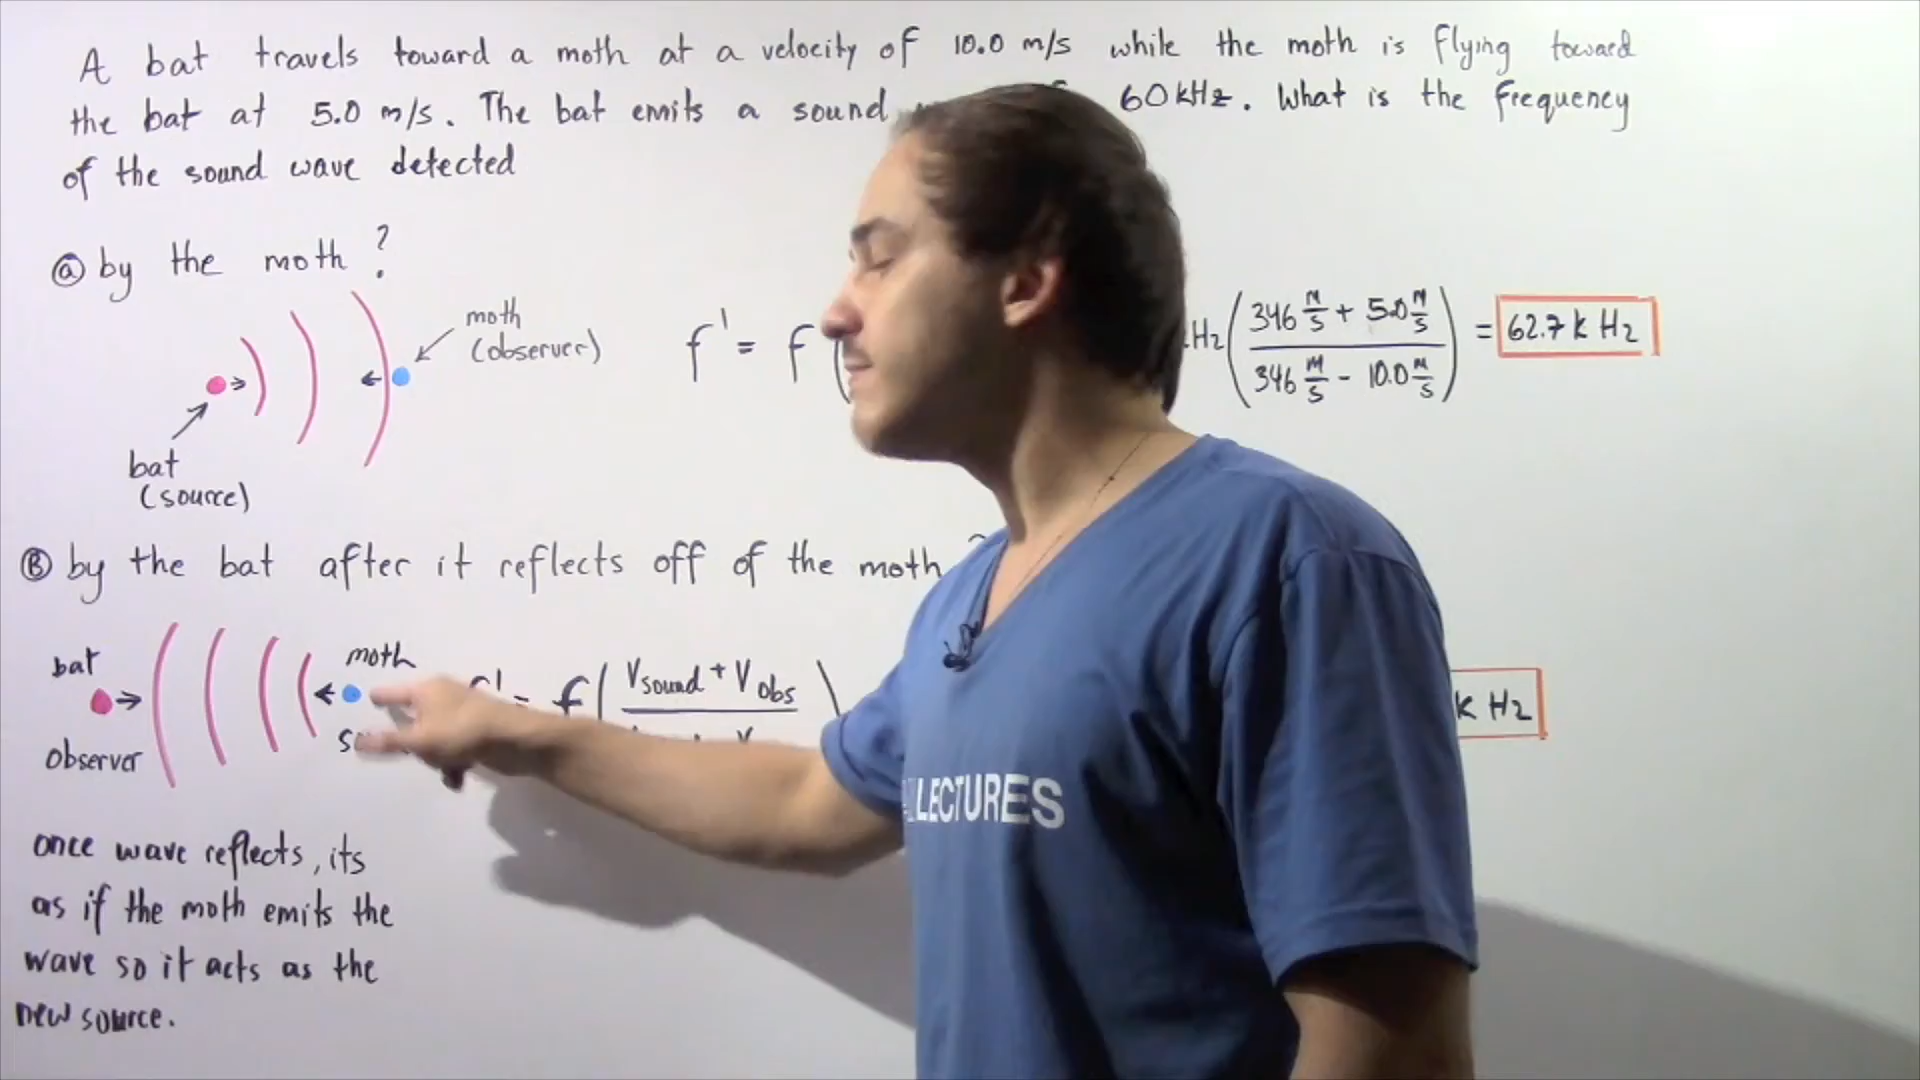 A bat travels toward a moth at a velocity of 10.0 m/s while the moth is flying toward
the bat at 5.0 m/s. The bat emits a sound 60 kHz. What is the frequency
of the sound wave detected
ⓐ by the moth?
moth
(observer)
bat
(source)
f' = f ( Hz ( 346 m/s + 5.0 m/s / 346 m/s - 10.0 m/s ) = 62.7 k Hz
Ⓑ by the bat after it reflects off of the moth
bat
moth
observer
f' = f ( Vsound + Vobs ) k Hz
once wave reflects, its
as if the moth emits the
wave so it acts as the
new source.
LECTURES